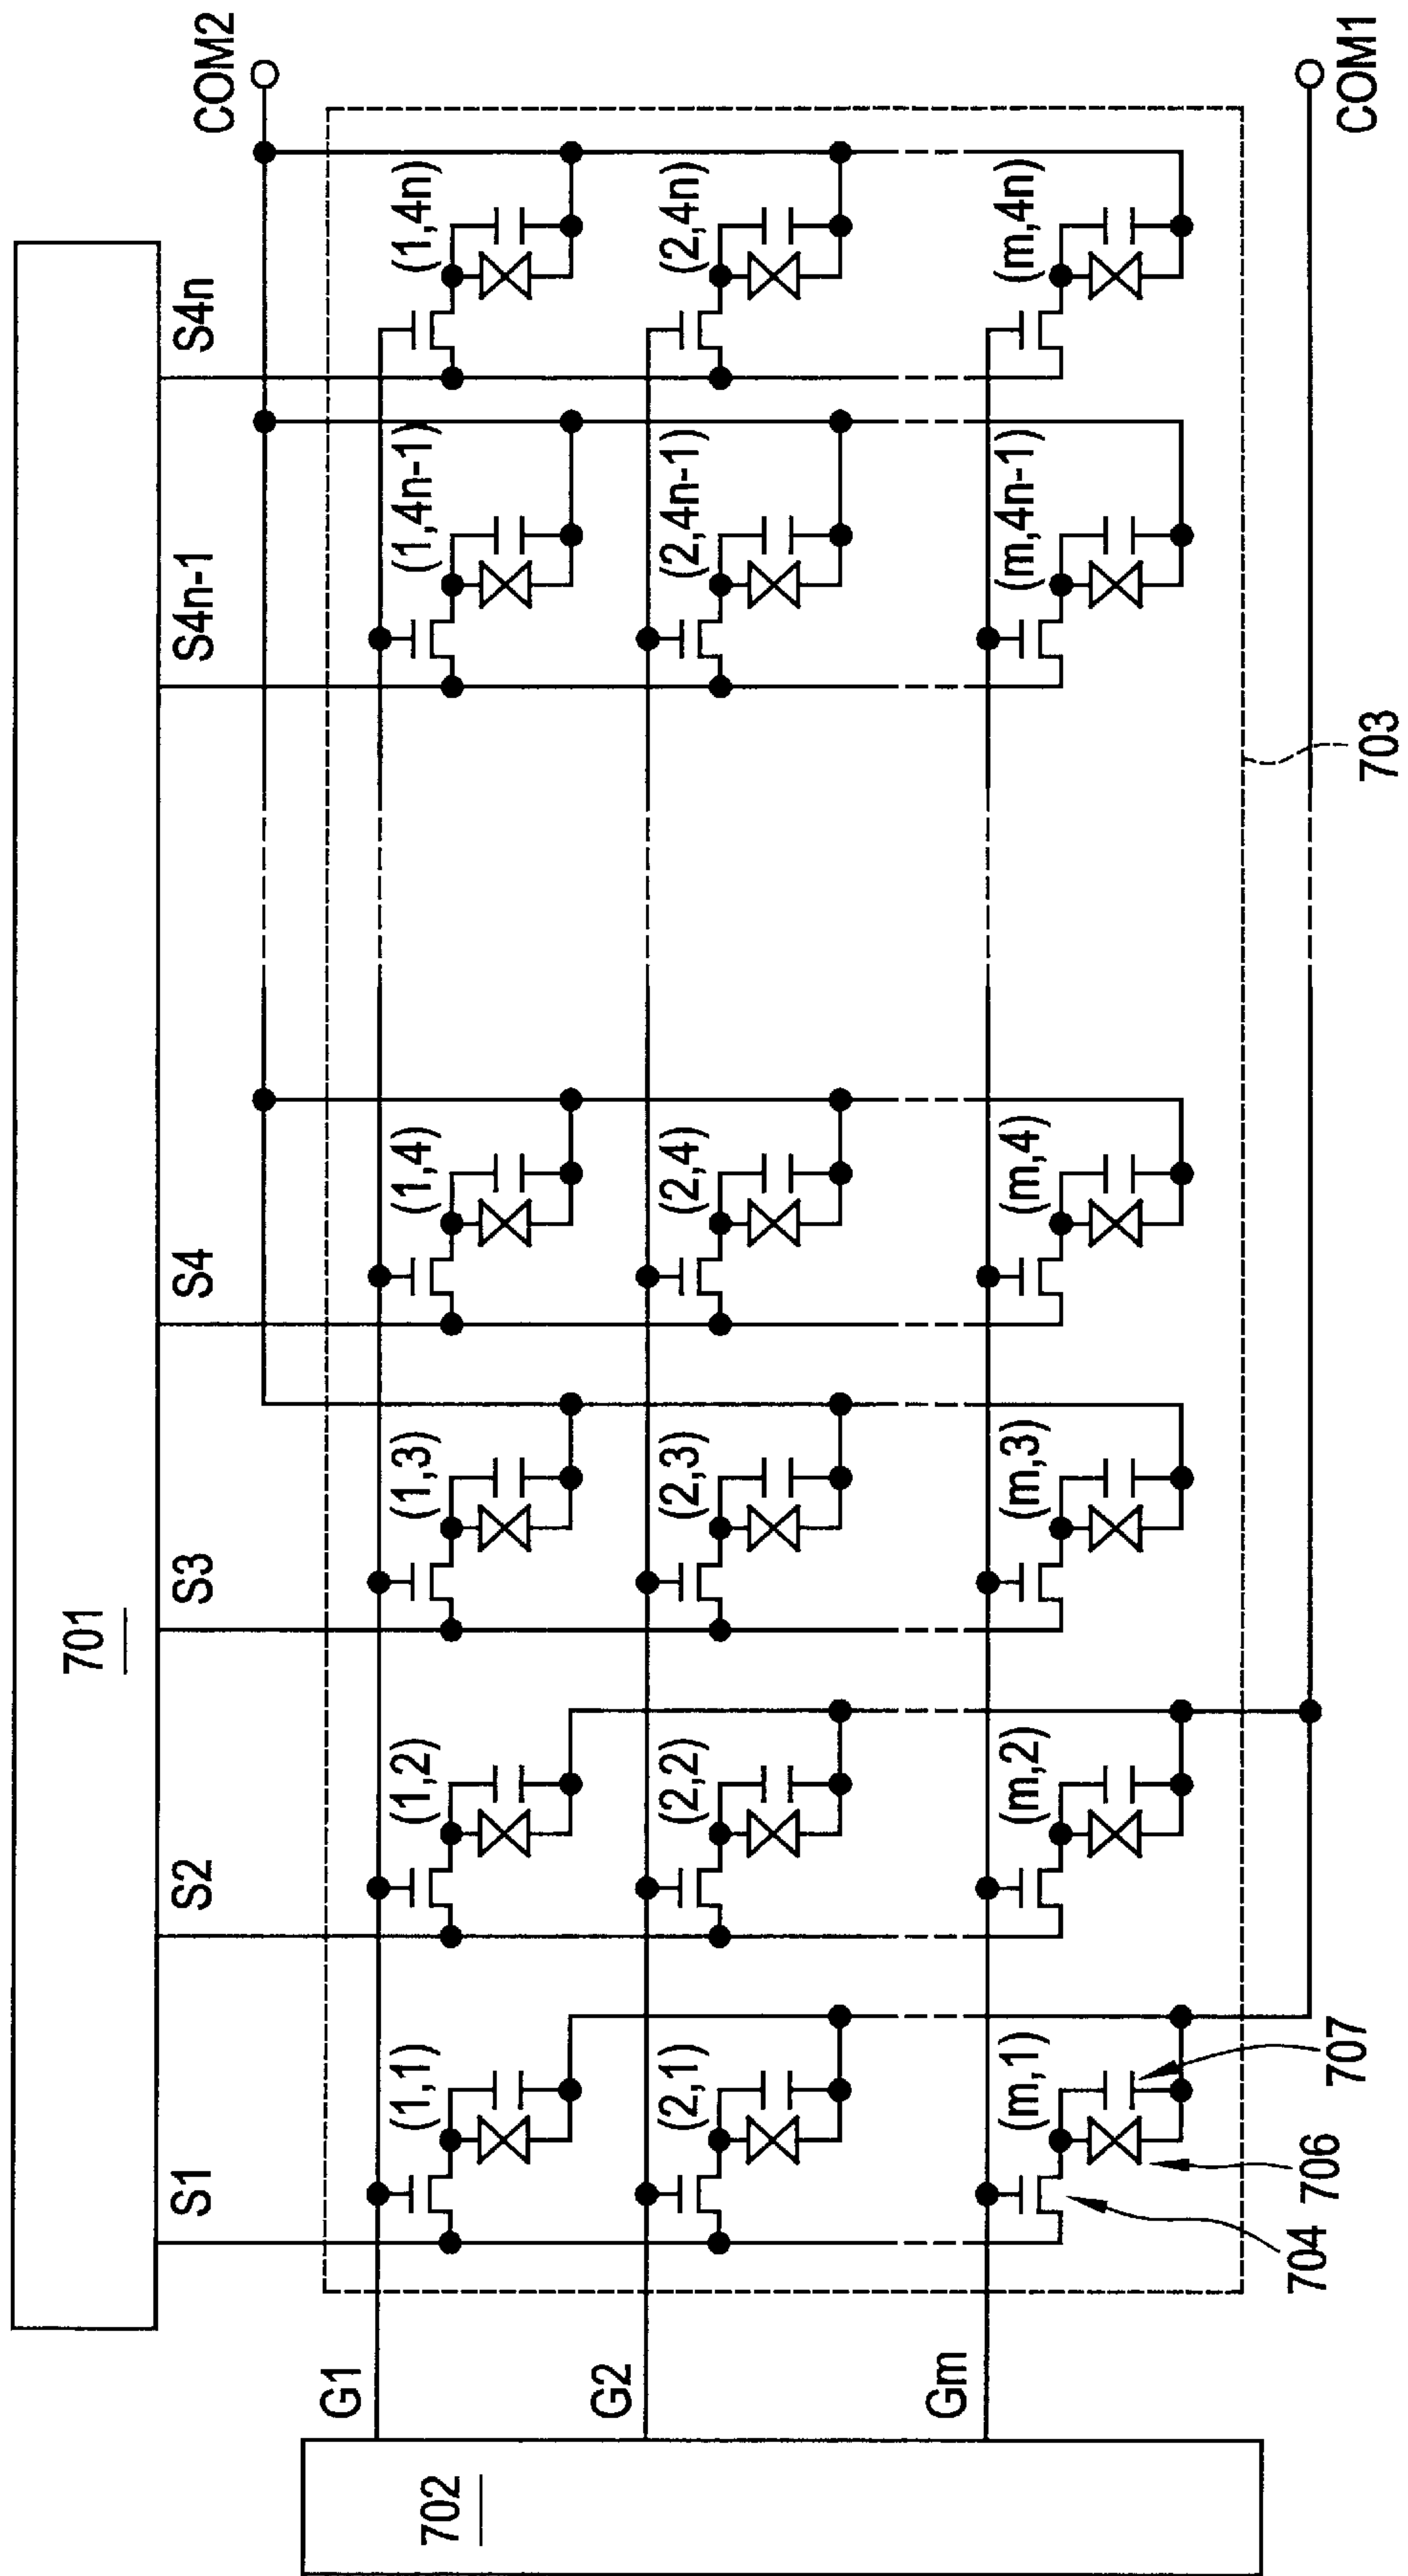 701
S1
S2
S3
S4
S4n-1
S4n
COM2
G1
(1,1)
(1,2)
(1,3)
(1,4)
(1,4n-1)
(1,4n)
G2
(2,1)
(2,2)
(2,3)
(2,4)
(2,4n-1)
(2,4n)
Gm
(m,1)
(m,2)
(m,3)
(m,4)
(m,4n-1)
(m,4n)
702
704
706
707
703
COM1